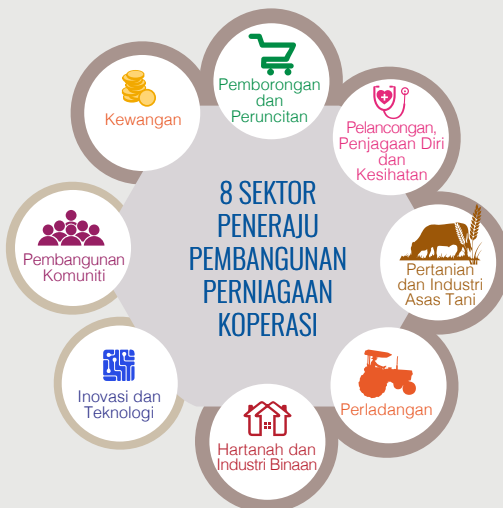 8 SEKTOR
PENERAJU
PEMBANGUNAN
PERNIAGAAN
KOPERASI
Pemborongan
dan
Peruncitan
Pelancongan,
Penjagaan Diri
dan
Kesihatan
Pertanian
dan Industri
Asas Tani
Perladangan
Hartanah dan
Industri Binaan
Inovasi dan
Teknologi
Pembangunan
Komuniti
Kewangan